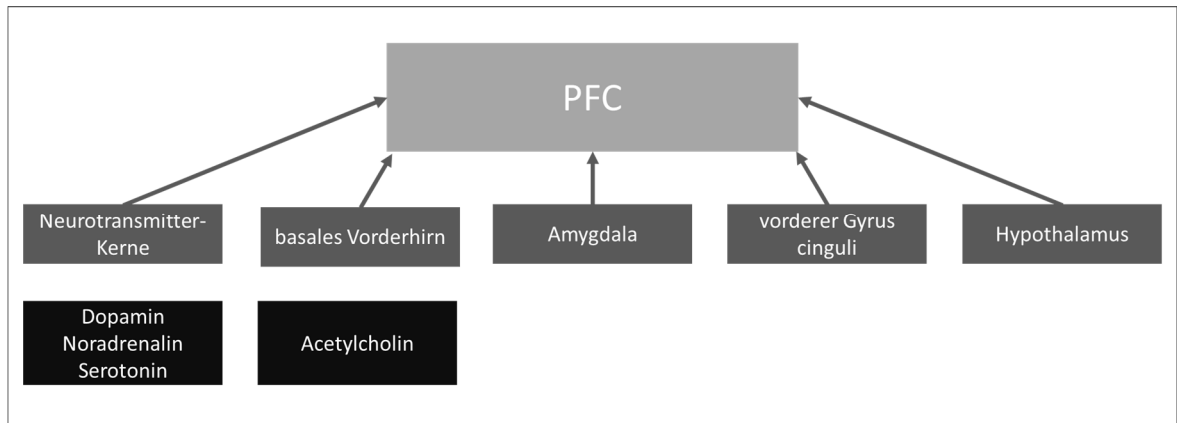 PFC
Neurotransmitter-
Kerne
basales Vorderhirn
Amygdala
vorderer Gyrus
cinguli
Hypothalamus
Dopamin
Noradrenalin
Serotonin
Acetylcholin